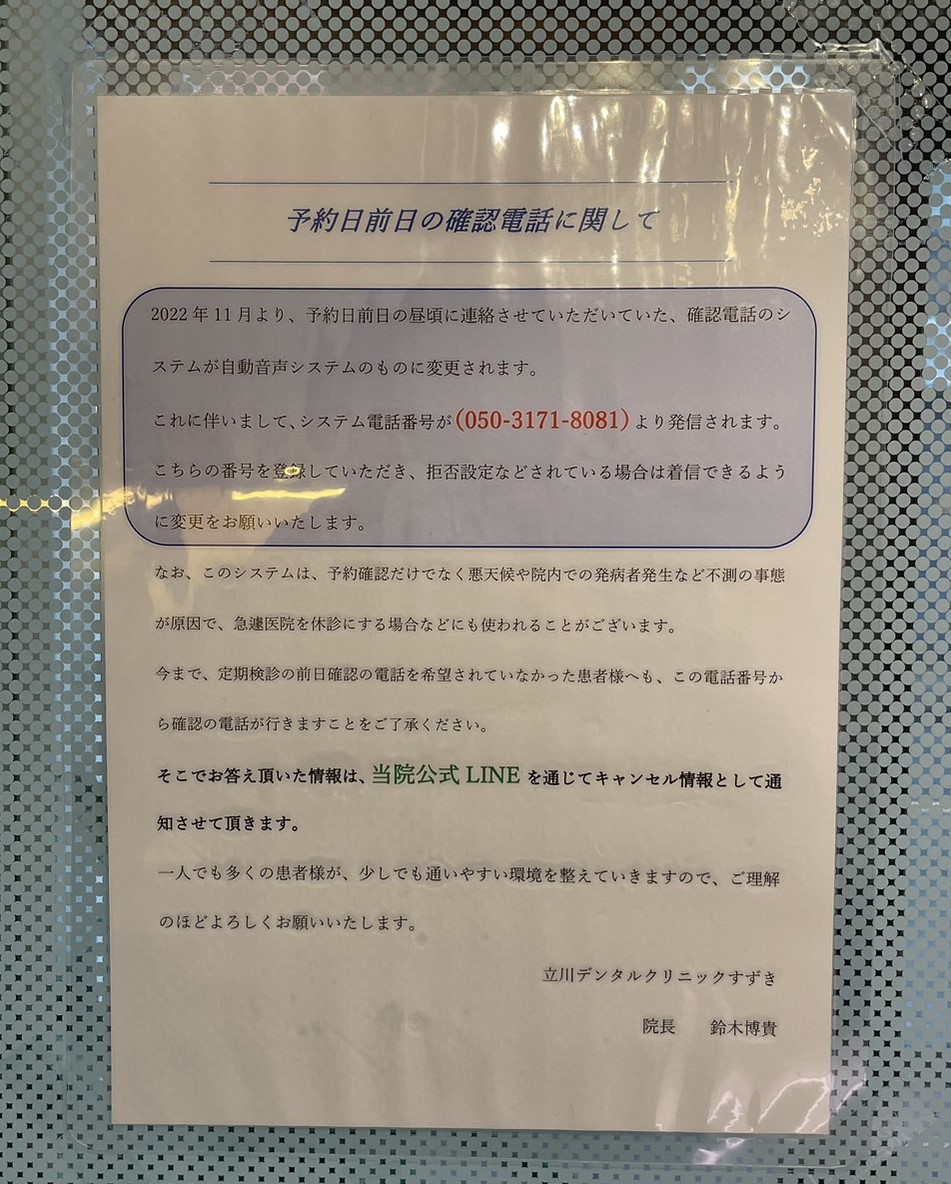 予約日前日の確認電話に関して
2022年11月より、予約日前日の昼頃に連絡させていただいていた、確認電話のシ
ステムが自動音声システムのものに変更されます。
これに伴いまして、システム電話番号が(050-3171-8081)より発信されます。
こちらの番号を登録していただき、拒否設定などされている場合は着信できるよう
に変更をお願いいたします。
なお、このシステムは、予約確認だけでなく悪天候や院内での発病者発生など不測の事態
が原因で、急遽医院を休診にする場合などにも使われることがございます。
今まで、定期検診の前日確認の電話を希望されていなかった患者様へも、この電話番号か
ら確認の電話が行きますことをご了承ください。
そこでお答え頂いた情報は、当院公式 LINE を通じてキャンセル情報として通
知させて頂きます。
一人でも多くの患者様が、少しでも通いやすい環境を整えていきますので、ご理解
のほどよろしくお願いいたします。
立川デンタルクリニックすずき
院長 鈴木博貴